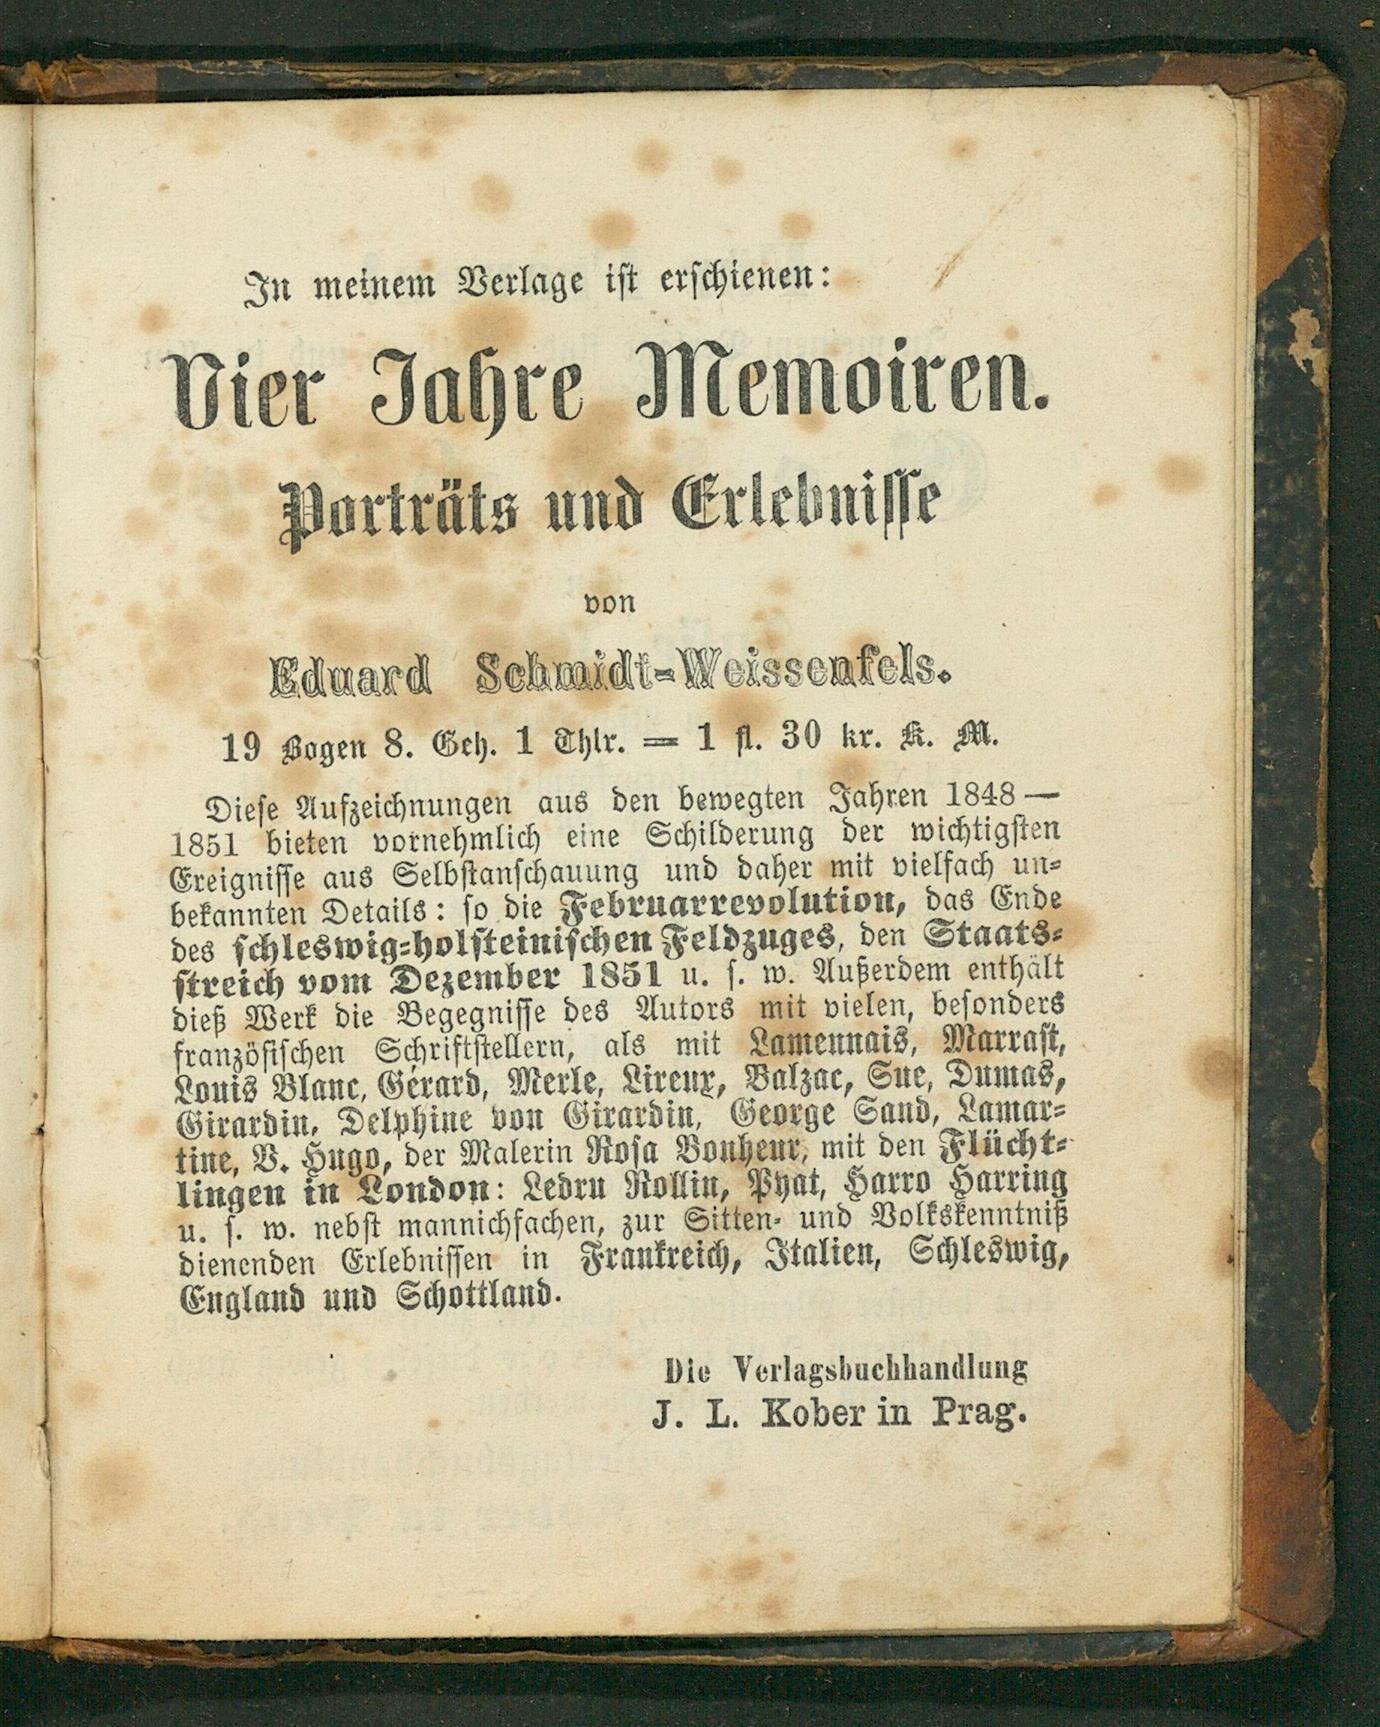 In meinem Verlage ist erschienen:
Vier Jahre Memoiren.
Porträts und Erlebnisse
von
Eduard Schmidt-Weissenfels.
19 Bogen 8. Geh. 1 Thlr. = 1 fl. 30 kr. K. M.
Diese Aufzeichnungen aus den bewegten Jahren 1848—
1851 bieten vornehmlich eine Schilderung der wichtigsten
Ereignisse aus Selbstanschauung und daher mit vielfach un-
bekannten Details: so die Februarrevolution, das Ende
des schleswig-holsteinischen Feldzuges, den Staats-
streich vom Dezember 1851 u. s. w. Außerdem enthält
dieß Werk die Begegnisse des Autors mit vielen, besonders
französischen Schriftstellern, als mit Lamennais, Marrast,
Louis Blanc, Gérard, Merle, Lireux, Balzac, Sue, Dumas,
Girardin, Delphine von Girardin, George Sand, Lamar-
tine, V. Hugo, der Malerin Rosa Bonheur, mit den Flücht-
lingen in London: Ledru Rollin, Pyat, Harro Harring
u. s. w. nebst mannichfachen, zur Sitten- und Volkskenntniß
dienenden Erlebnissen in Frankreich, Italien, Schleswig,
England und Schottland.
Die Verlagsbuchhandlung
J. L. Kober in Prag.